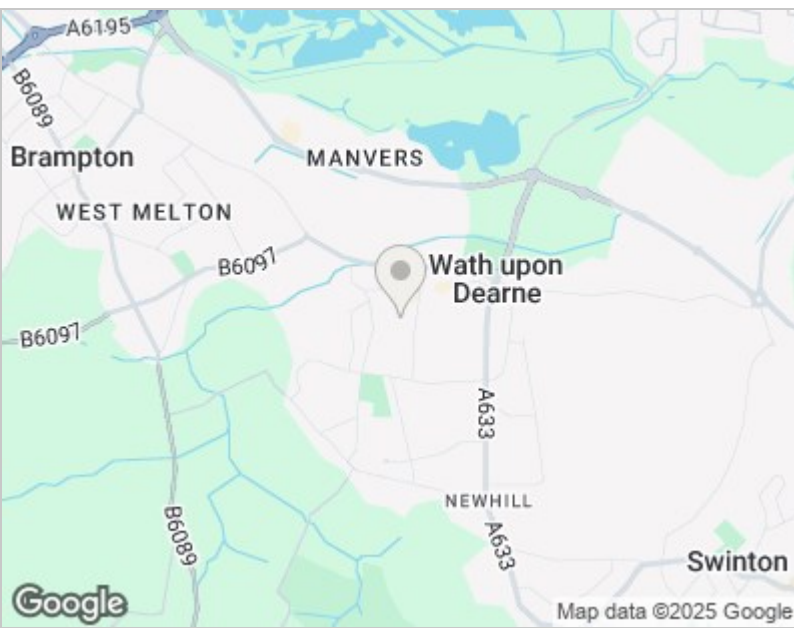 A6195
B6089
Brampton
MANVERS
WEST MELTON
B6097
Wath upon
Dearne
B6097
A633
NEWHILL
B6089
A633
Swinton
Google
Map data ©2025 Google